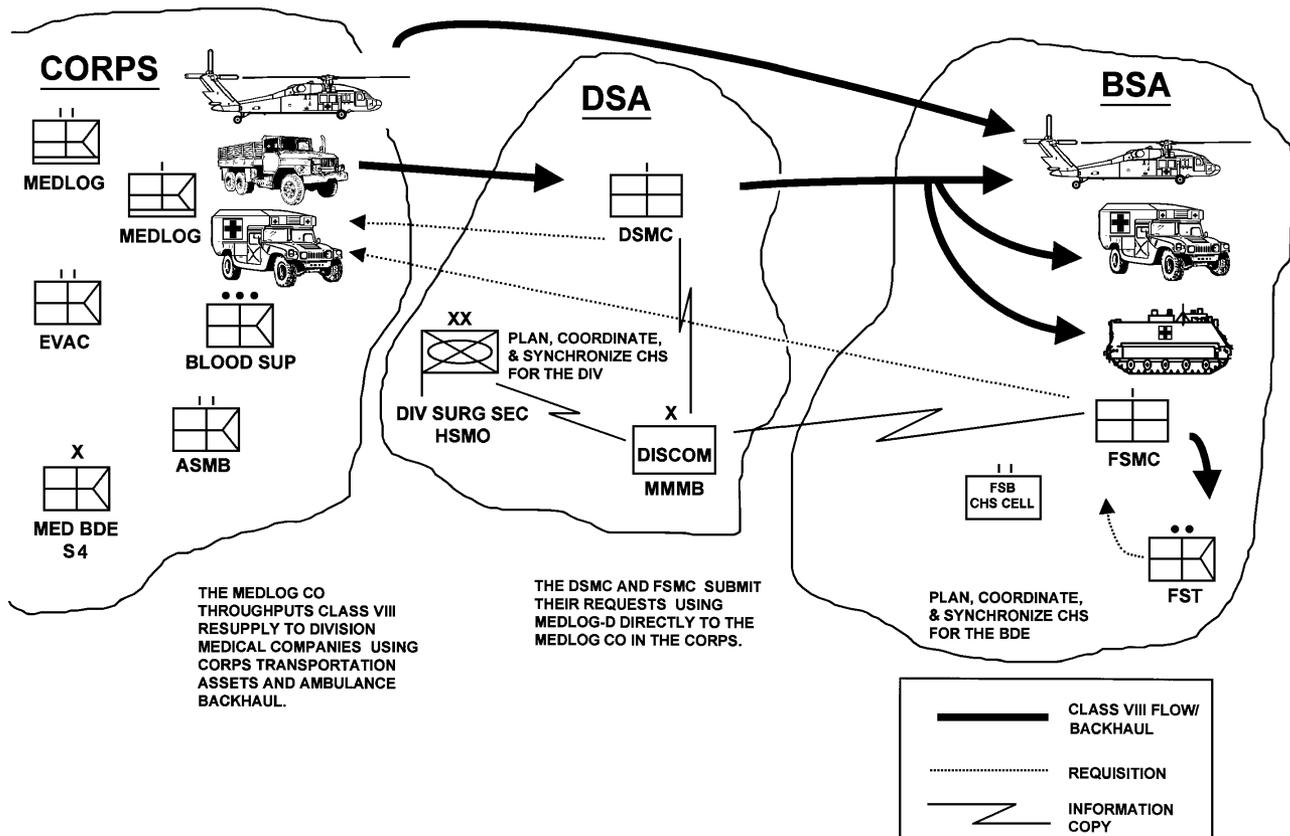 CORPS
MEDLOG
MEDLOG
EVAC
BLOOD SUP
ASMB
X
MED BDE
S4
THE MEDLOG CO
THROUGHPUTS CLASS VIII
RESUPPLY TO DIVISION
MEDICAL COMPANIES USING
CORPS TRANSPORTATION
ASSETS AND AMBULANCE
BACKHAUL.
DSA
DSMC
XX
PLAN, COORDINATE,
& SYNCHRONIZE CHS
FOR THE DIV
DIV SURG SEC
HSMO
X
DISCOM
MMMB
THE DSMC AND FSMC SUBMIT
THEIR REQUESTS USING
MEDLOG-D DIRECTLY TO THE
MEDLOG CO IN THE CORPS.
BSA
FSMC
FSB
CHS CELL
FST
PLAN, COORDINATE,
& SYNCHRONIZE CHS
FOR THE BDE
CLASS VIII FLOW/
BACKHAUL
REQUISITION
INFORMATION
COPY